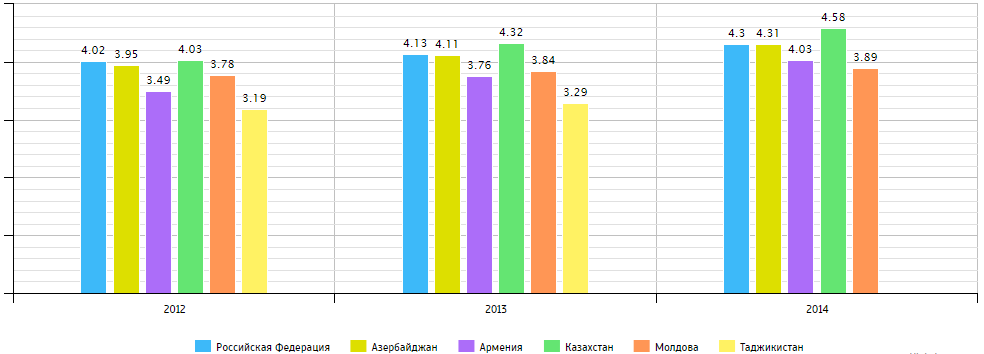 4.02 3.95 3.49 4.03 3.78 3.19 4.13 4.11 3.76 4.32 3.84 3.29 4.3 4.31 4.03 4.58 3.89
2012 2013 2014
Российская Федерация Азербайджан Армения Казахстан Молдова Таджикистан